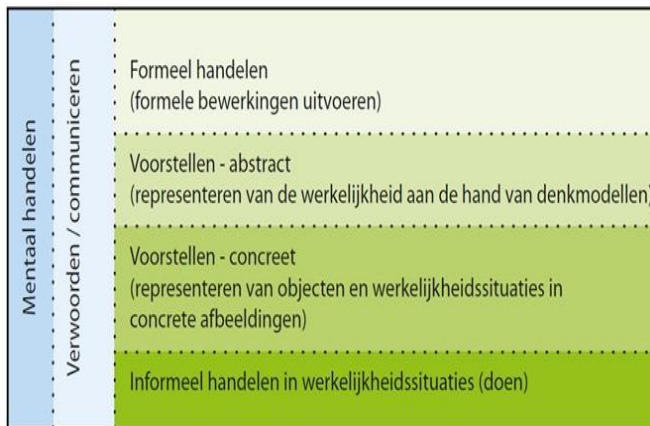 Mentaal handelen
Verwoorden / communiceren
Formeel handelen
(formele bewerkingen uitvoeren)
Voorstellen - abstract
(representeren van de werkelijkheid aan de hand van denkmodellen)
Voorstellen - concreet
(representeren van objecten en werkelijkheidssituaties in
concrete afbeeldingen)
Informeel handelen in werkelijkheidssituaties (doen)